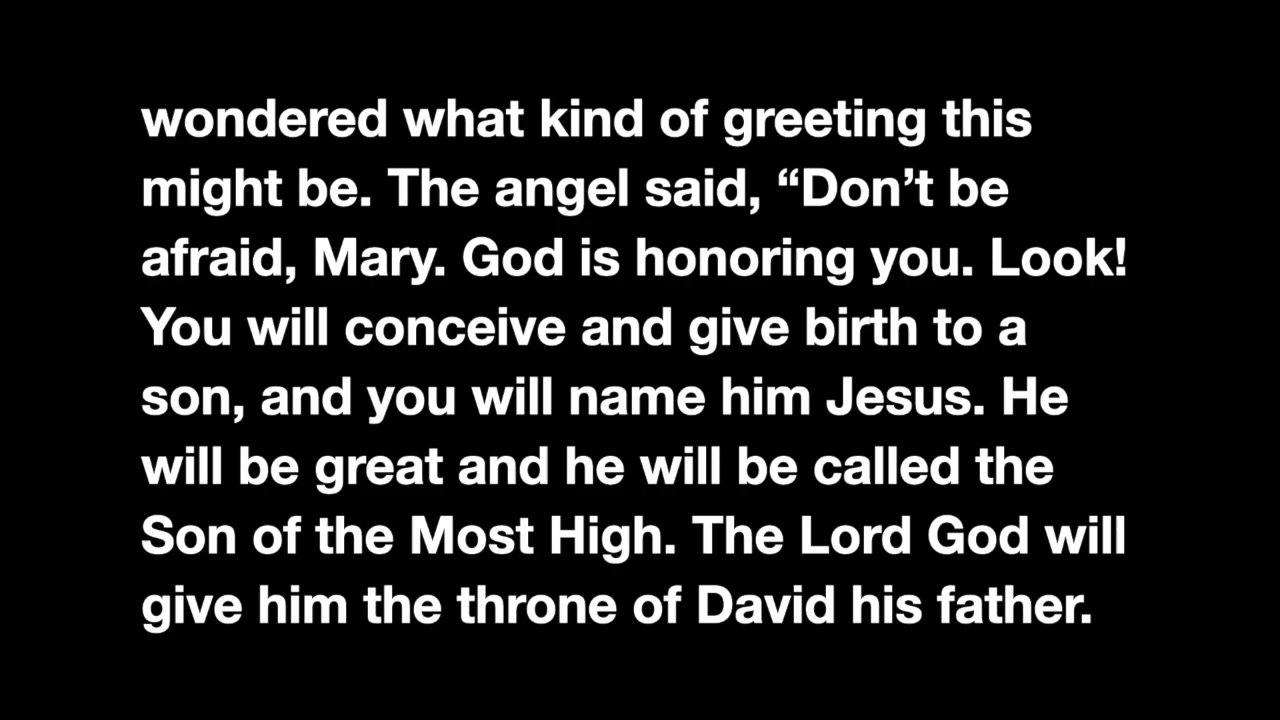 wondered what kind of greeting this
might be. The angel said, “Don’t be
afraid, Mary. God is honoring you. Look!
You will conceive and give birth to a
son, and you will name him Jesus. He
will be great and he will be called the
Son of the Most High. The Lord God will
give him the throne of David his father.